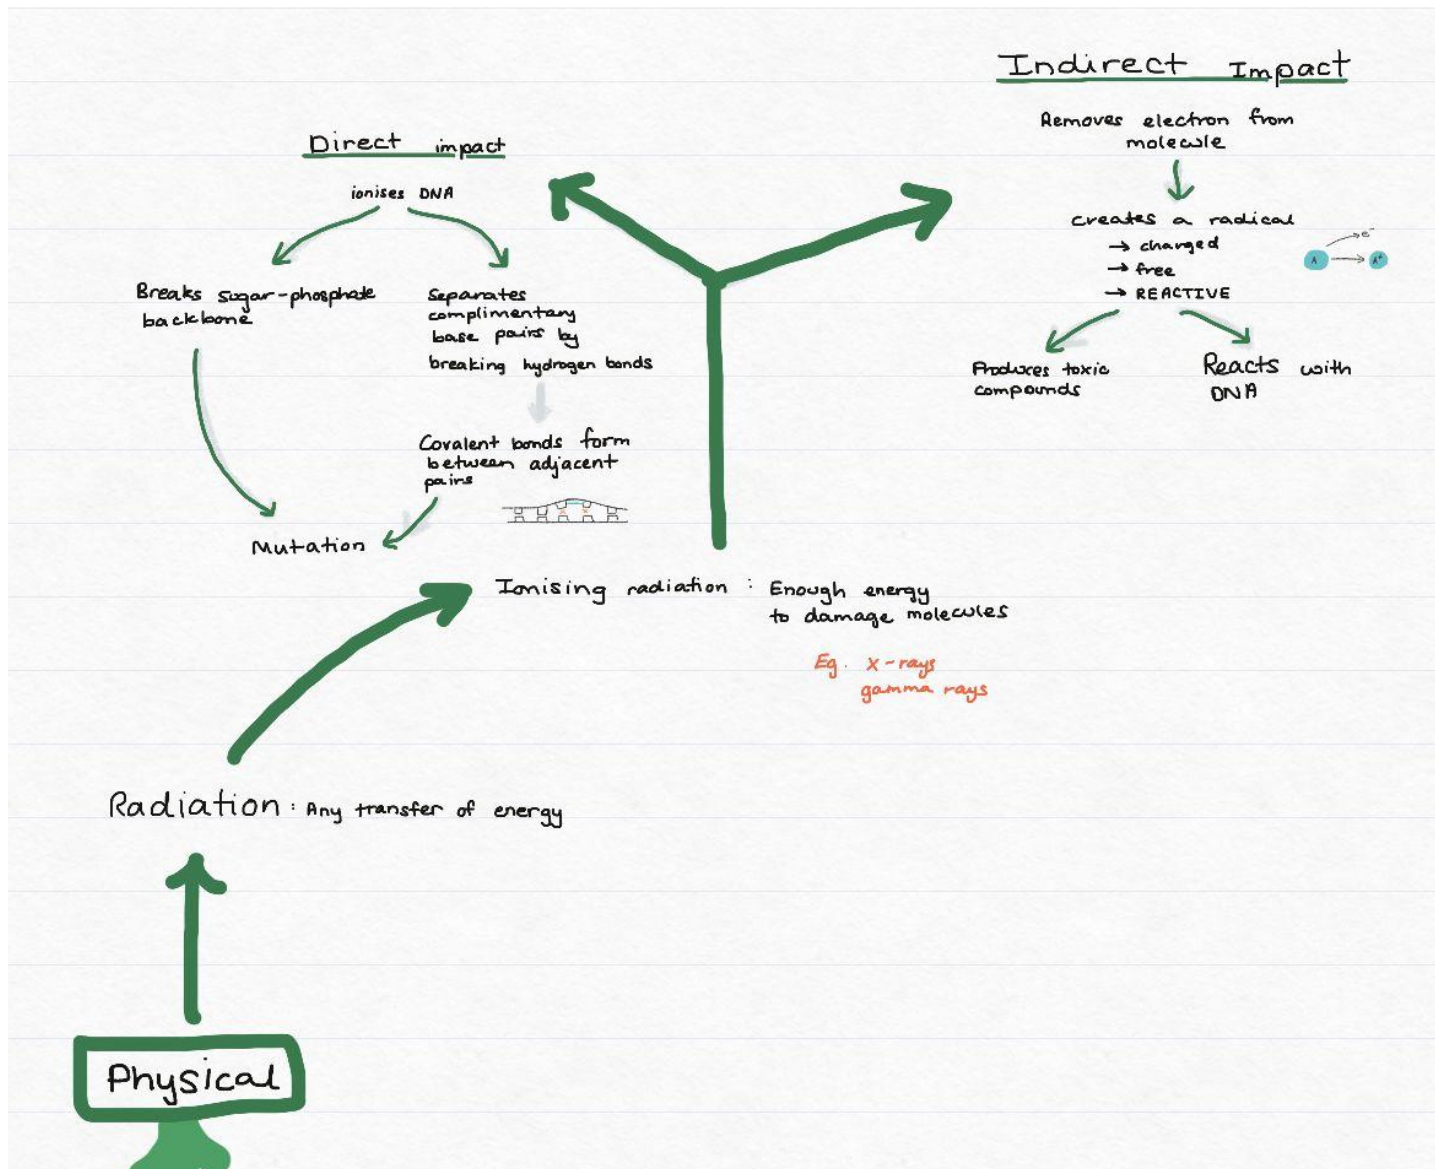 Indirect Impact
Removes electron from
molecule
creates a radical
→ charged
→ free
→ REACTIVE
e⁻
A
A⁺
Produces toxic
compounds
Reacts with
DNA
Direct impact
ionises DNA
Breaks sugar-phosphate
backbone
Separates
complimentary
base pairs by
breaking hydrogen bonds
Covalent bonds form
between adjacent
pairs
Mutation
Ionising radiation : Enough energy
to damage molecules
Eg. x-rays
gamma rays
Radiation : Any transfer of energy
Physical